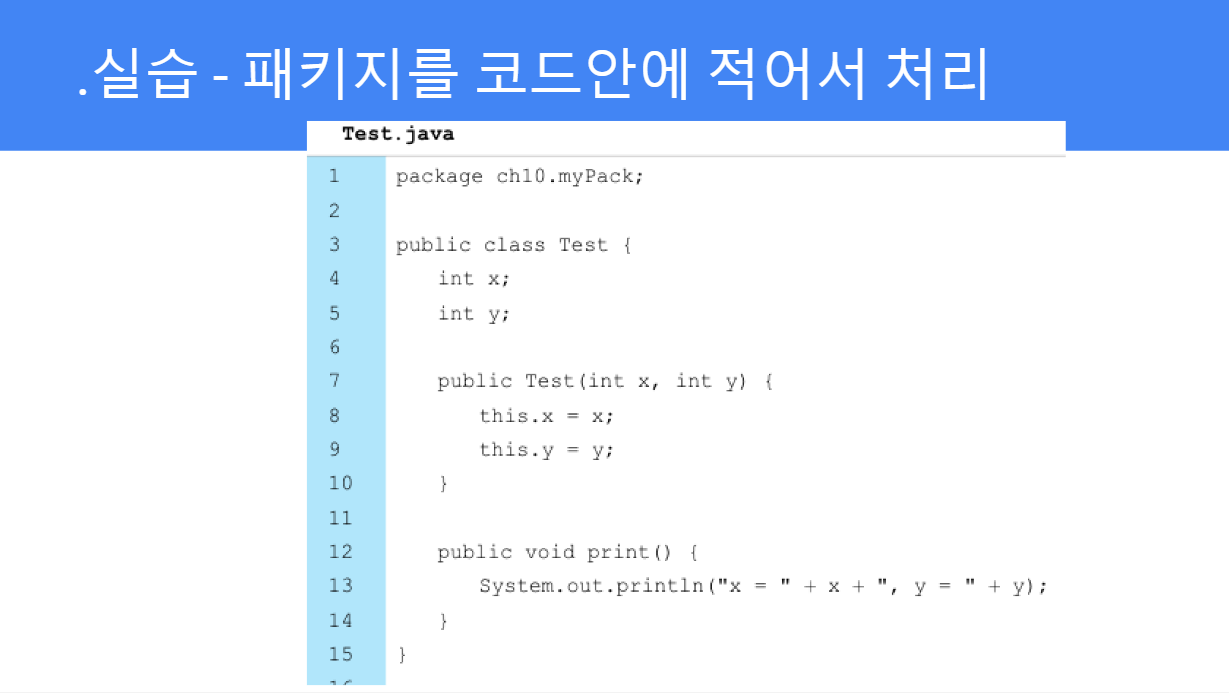 .실습 - 패키지를 코드안에 적어서 처리
Test.java
1 package ch10.myPack;
2
3 public class Test {
4 int x;
5 int y;
6
7 public Test(int x, int y) {
8 this.x = x;
9 this.y = y;
10 }
11
12 public void print() {
13 System.out.println("x = " + x + ", y = " + y);
14 }
15 }